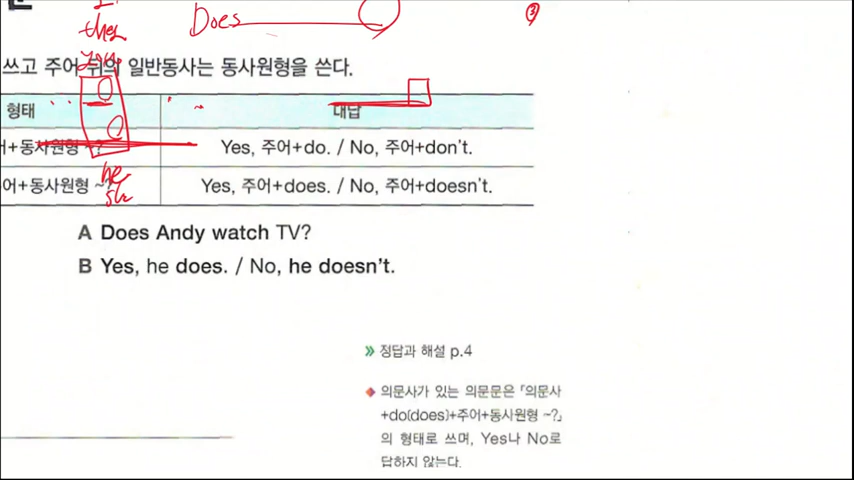 they
Does
you
③
쓰고 주어 뒤의 일반동사는 동사원형을 쓴다.
형태 대답
어+동사원형 ~? Yes, 주어+do. / No, 주어+don't.
어+동사원형 ~? Yes, 주어+does. / No, 주어+doesn't.
he
she
A Does Andy watch TV?
B Yes, he does. / No, he doesn't.
» 정답과 해설 p.4
의문사가 있는 의문문은 「의문사
+do(does)+주어+동사원형 ~?」
의 형태로 쓰며, Yes나 No로
답하지 않는다.